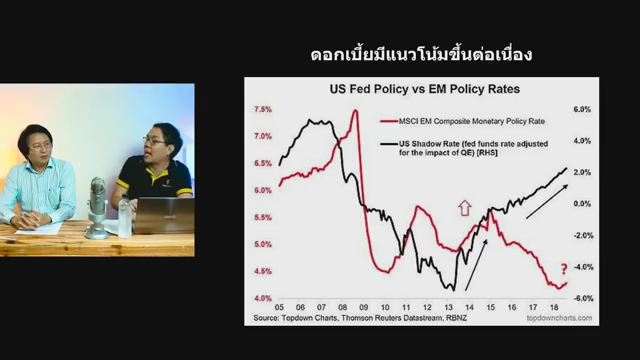 ดอกเบี้ยมีแนวโน้มขึ้นต่อเนื่อง
US Fed Policy vs EM Policy Rates
7.5%
7.0%
6.5%
6.0%
5.5%
5.0%
4.5%
4.0%
MSCI EM Composite Monetary Policy Rate
US Shadow Rate (fed funds rate adjusted
for the impact of QE) [RHS]
6.0%
4.0%
2.0%
0.0%
-2.0%
-4.0%
-6.0%
?
05 06 07 08 09 10 11 12 13 14 15 16 17 18
Source: Topdown Charts, Thomson Reuters Datastream, RBNZ
topdowncharts.com